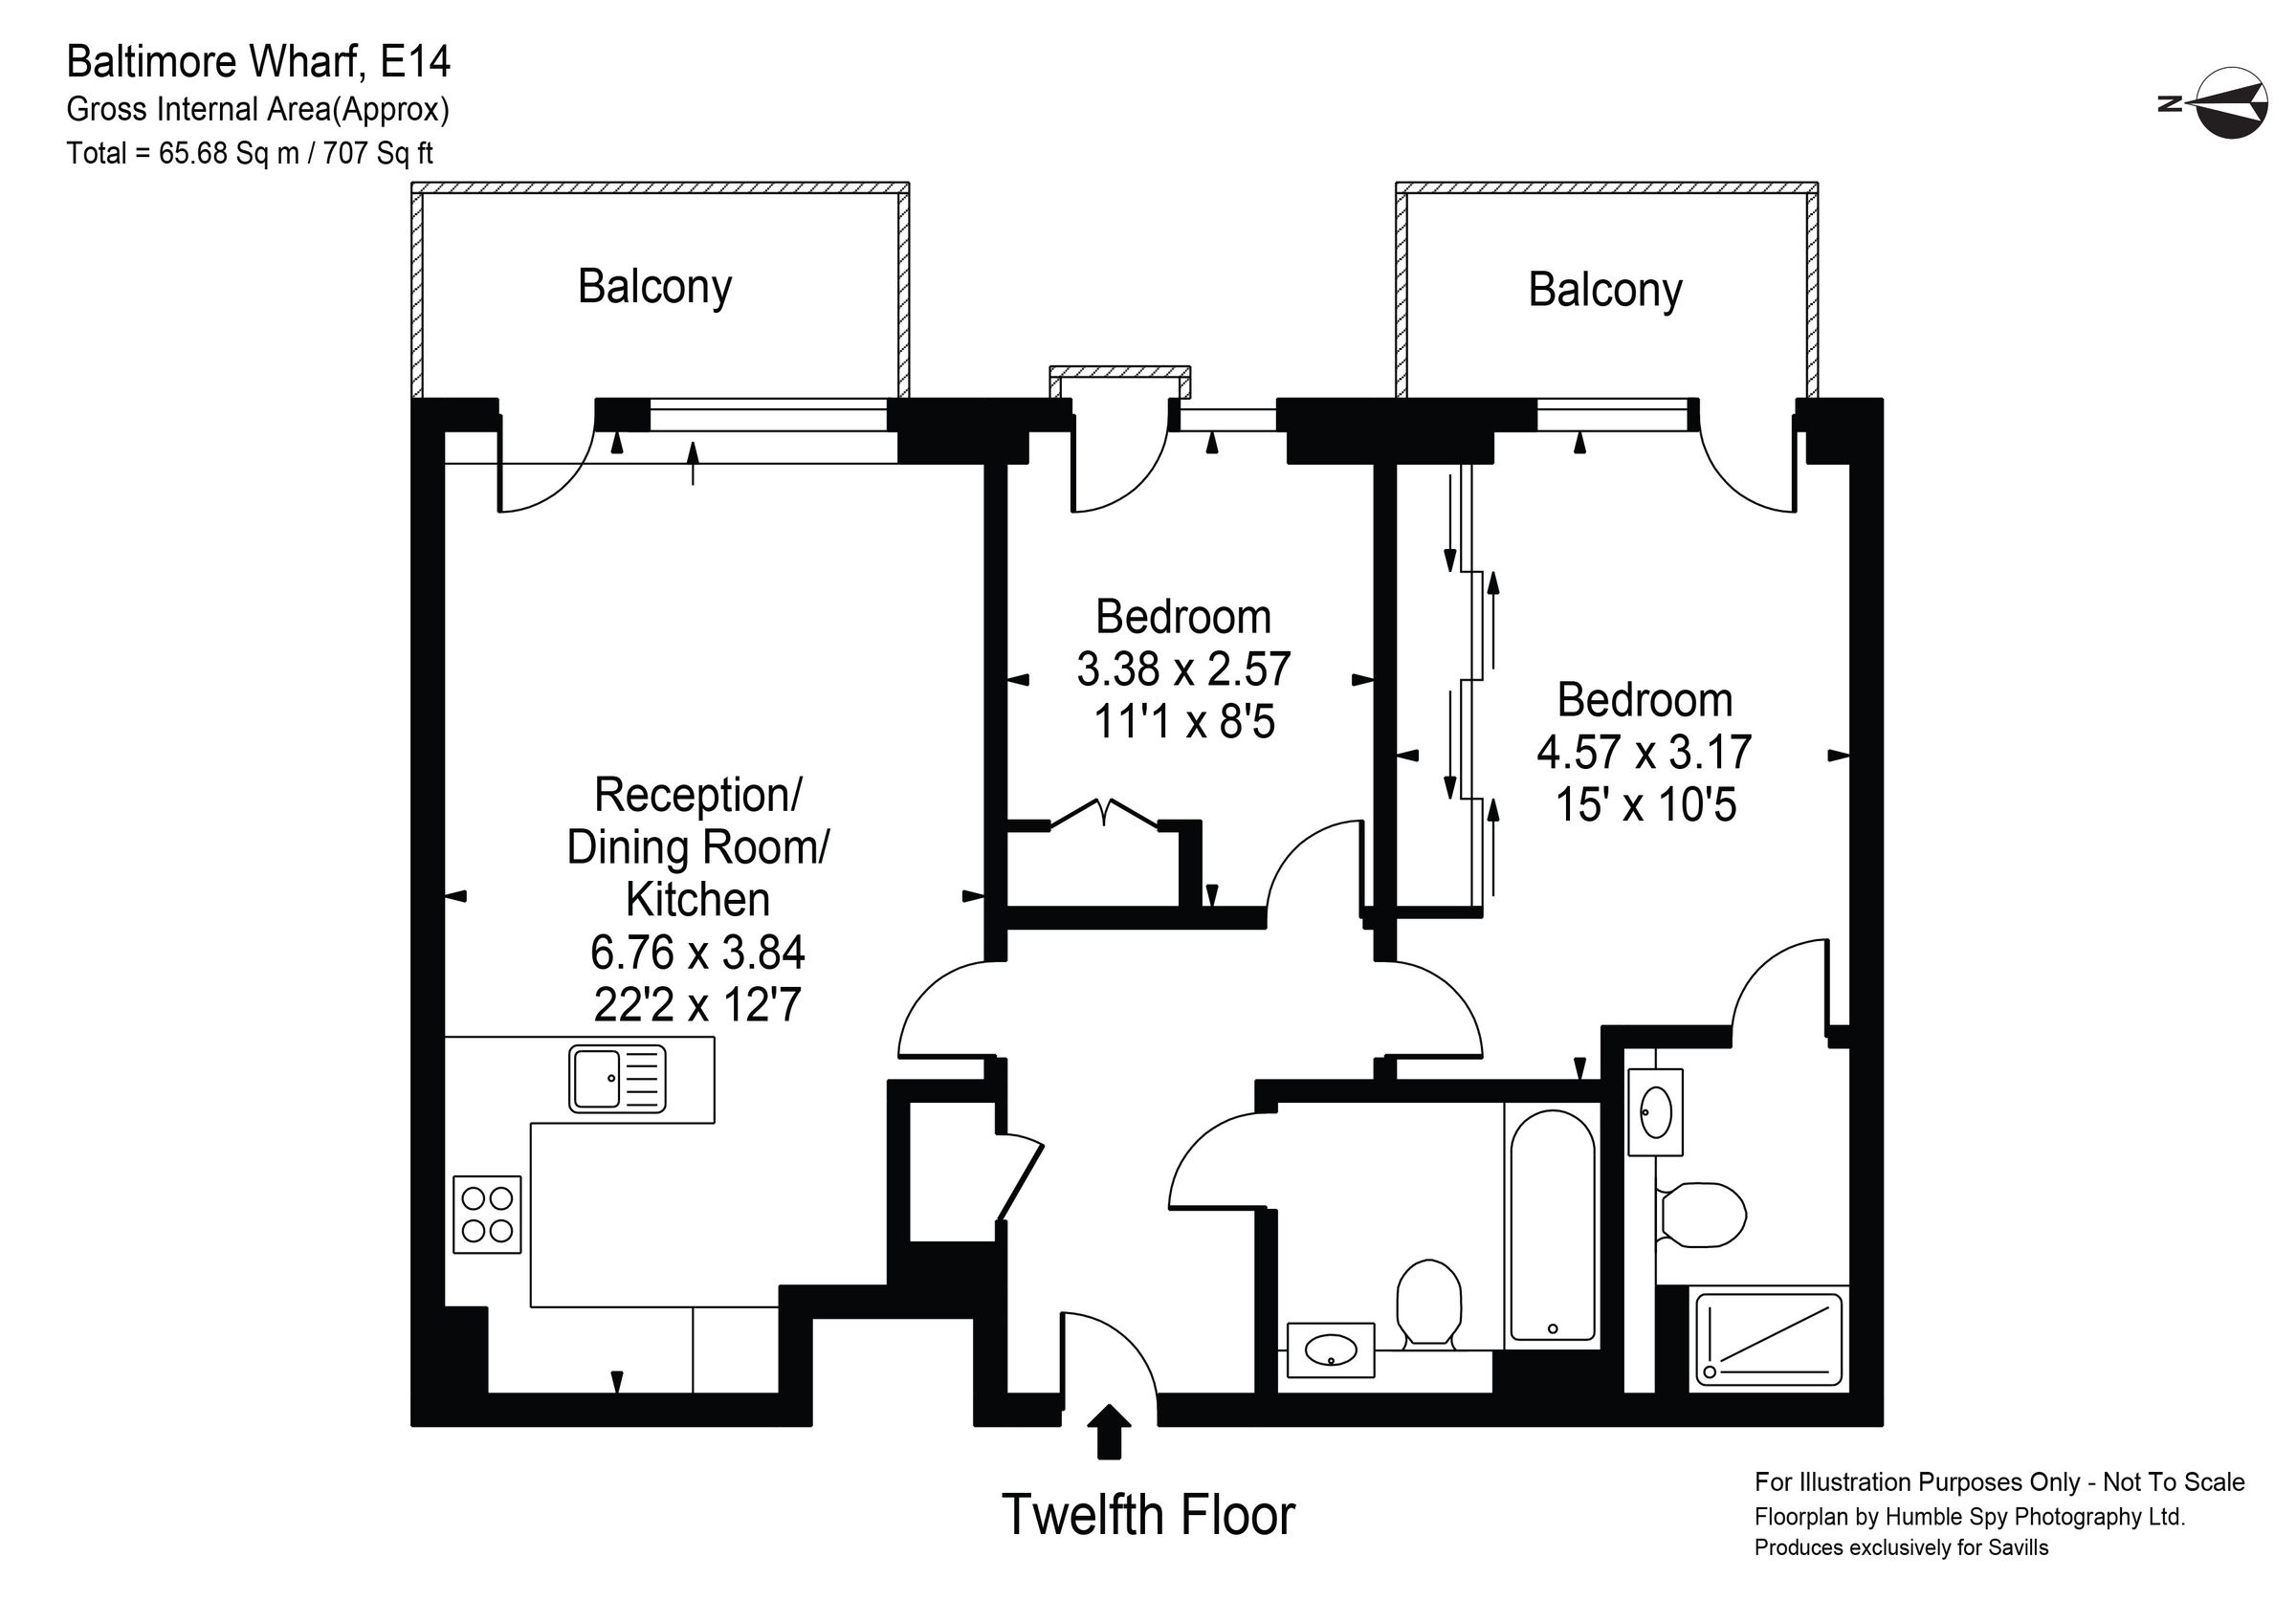 Baltimore Wharf, E14
Gross Internal Area(Approx)
Total = 65.68 Sq m / 707 Sq ft
N
Balcony
Balcony
Bedroom
3.38 x 2.57
11'1 x 8'5
Bedroom
4.57 x 3.17
15' x 10'5
Reception/
Dining Room/
Kitchen
6.76 x 3.84
22'2 x 12'7
Twelfth Floor
For Illustration Purposes Only - Not To Scale
Floorplan by Humble Spy Photography Ltd.
Produces exclusively for Savills